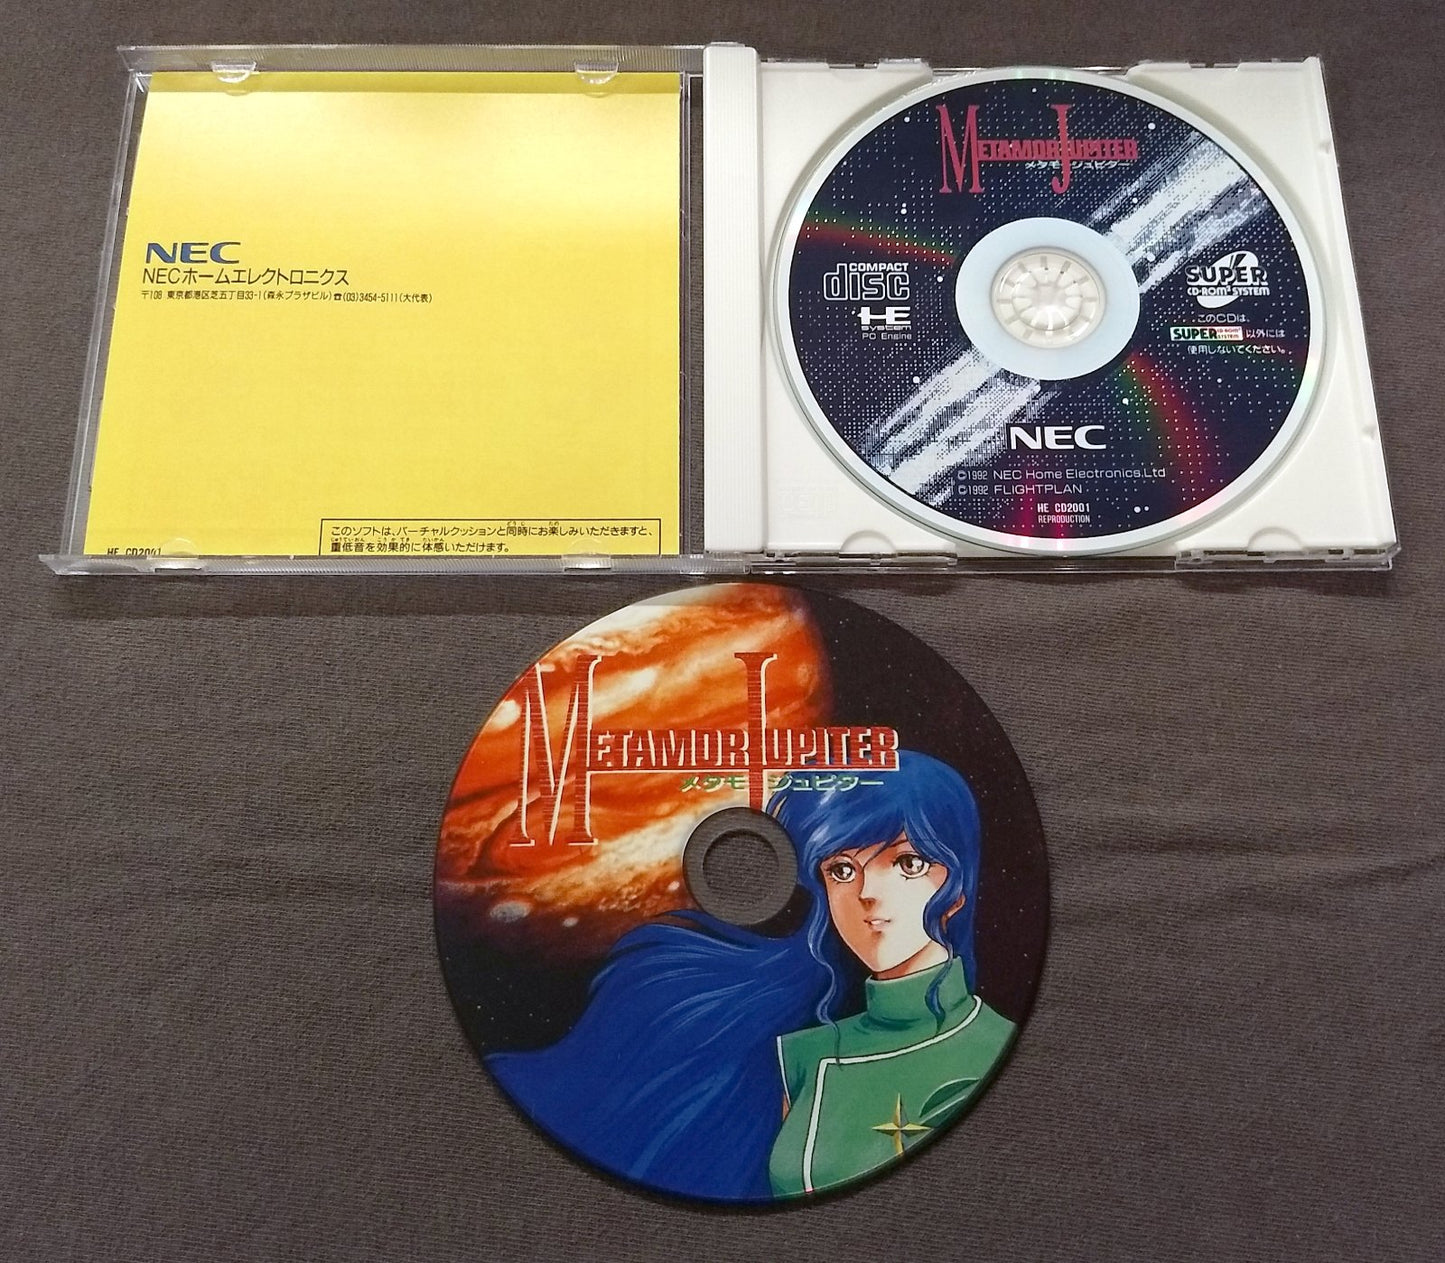 NEC
NECホームエレクトロニクス
〒108 東京都港区芝五丁目33-1(森永プラザビル)☎(03)3454-5111(大代表)
HE CD2001
このソフトは、バーチャルクッションと同時にお楽しみいただきますと、
重低音を効果的に体感いただけます。
METAMOR JUPITER
メタモジュピター
COMPACT
disc
HE
system
PC Engine
SUPER
CD-ROM² SYSTEM
このCDは、
SUPER CD-ROM² SYSTEM 以外には
使用しないでください。
NEC
©1992 NEC Home Electronics.Ltd
©1992 FLIGHTPLAN
HE CD2001
REPRODUCTION
METAMOR JUPITER
メタモ ジュピター